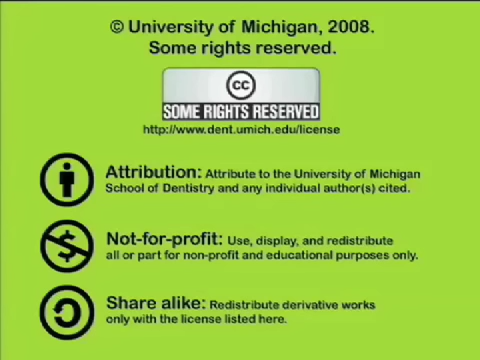 © University of Michigan, 2008.
Some rights reserved.
cc
SOME RIGHTS RESERVED
http://www.dent.umich.edu/license
Attribution: Attribute to the University of Michigan
School of Dentistry and any individual author(s) cited.
Not-for-profit: Use, display, and redistribute
all or part for non-profit and educational purposes only.
Share alike: Redistribute derivative works
only with the license listed here.